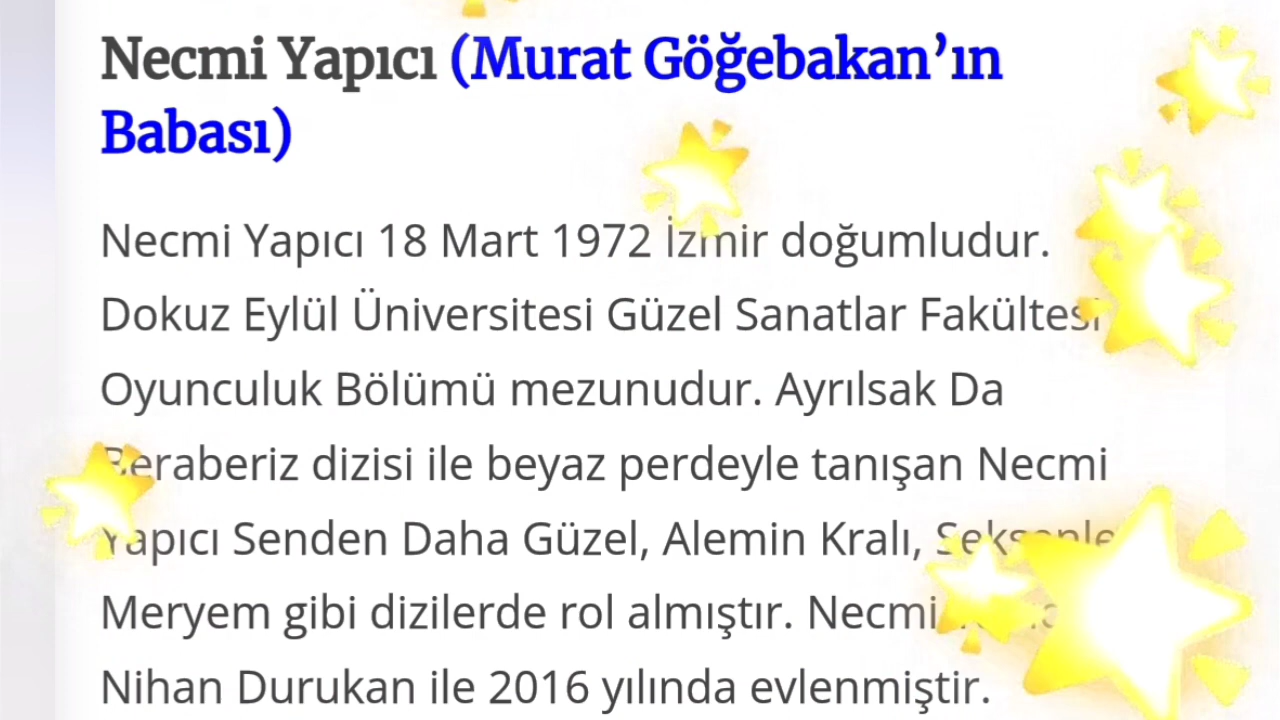 Necmi Yapıcı (Murat Göğebakan’ın
Babası)
Necmi Yapıcı 18 Mart 1972 İzmir doğumludur.
Dokuz Eylül Üniversitesi Güzel Sanatlar Fakültesi
Oyunculuk Bölümü mezunudur. Ayrılsak Da
Beraberiz dizisi ile beyaz perdeyle tanışan Necmi
Yapıcı Senden Daha Güzel, Alemin Kralı,
Meryem gibi dizilerde rol almıştır. Necmi
Nihan Durukan ile 2016 yılında evlenmiştir.